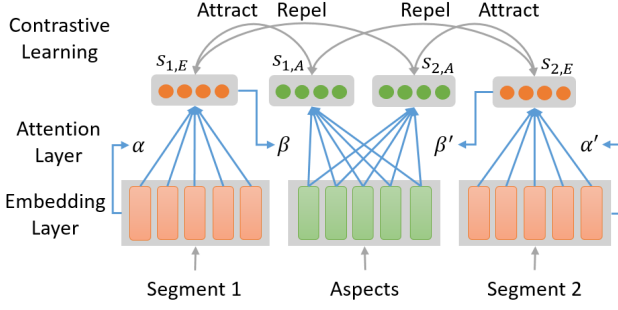 Contrastive
Learning
Attract Repel Repel Attract
s1,E s1,A s2,A s2,E
Attention
Layer
α β β′ α′
Embedding
Layer
Segment 1 Aspects Segment 2